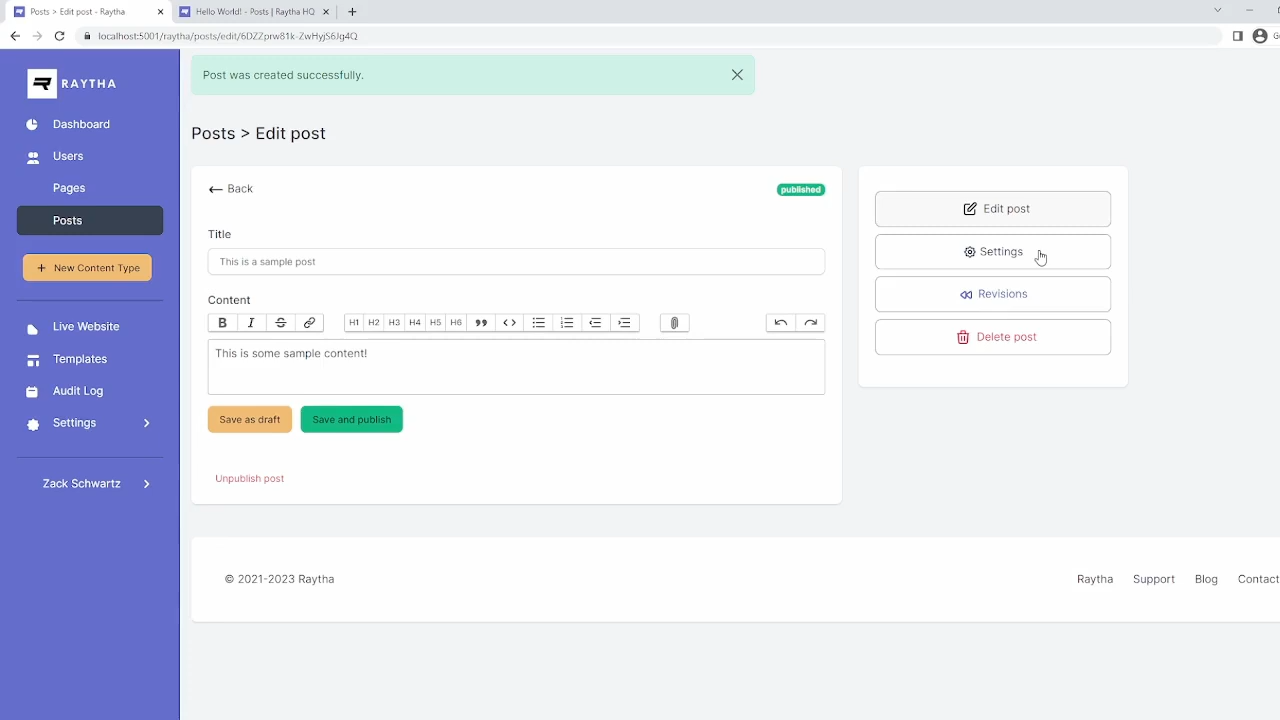 Posts > Edit post - Raytha
Hello World! - Posts | Raytha HQ
localhost:5001/raytha/posts/edit/6DZZprw81k-ZwHyjS6Jg4Q
RAYTHA
Dashboard
Users
Pages
Posts
New Content Type
Live Website
Templates
Audit Log
Settings
Zack Schwartz
Post was created successfully.
Posts > Edit post
Back
published
Title
This is a sample post
Content
B I S H1 H2 H3 H4 H5 H6
This is some sample content!
Save as draft Save and publish
Unpublish post
Edit post
Settings
Revisions
Delete post
© 2021-2023 Raytha
Raytha Support Blog Contact